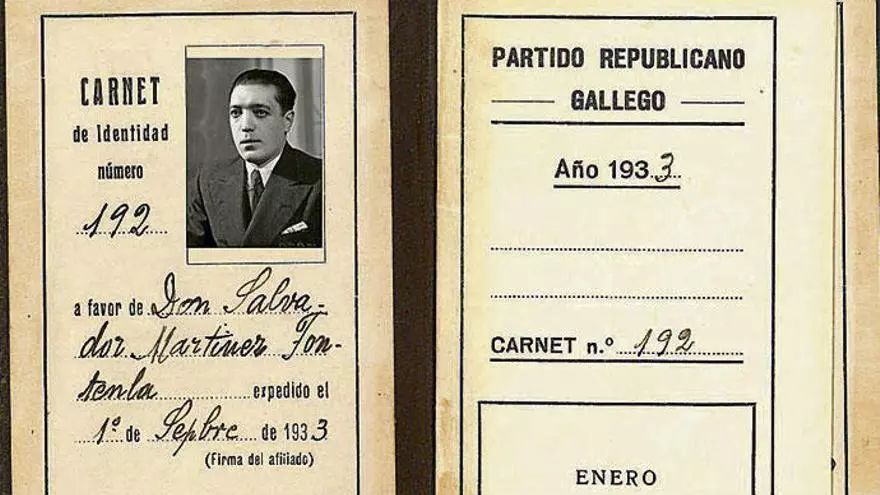 CARNET
de Identidad
número
192
a favor de Don Salva-
dor Martinez Fon-
tenla expedido el
1º de Sepbre de 1933
(Firma del afiliado)
PARTIDO REPUBLICANO
GALLEGO
Año 1933
CARNET n.º 192
ENERO